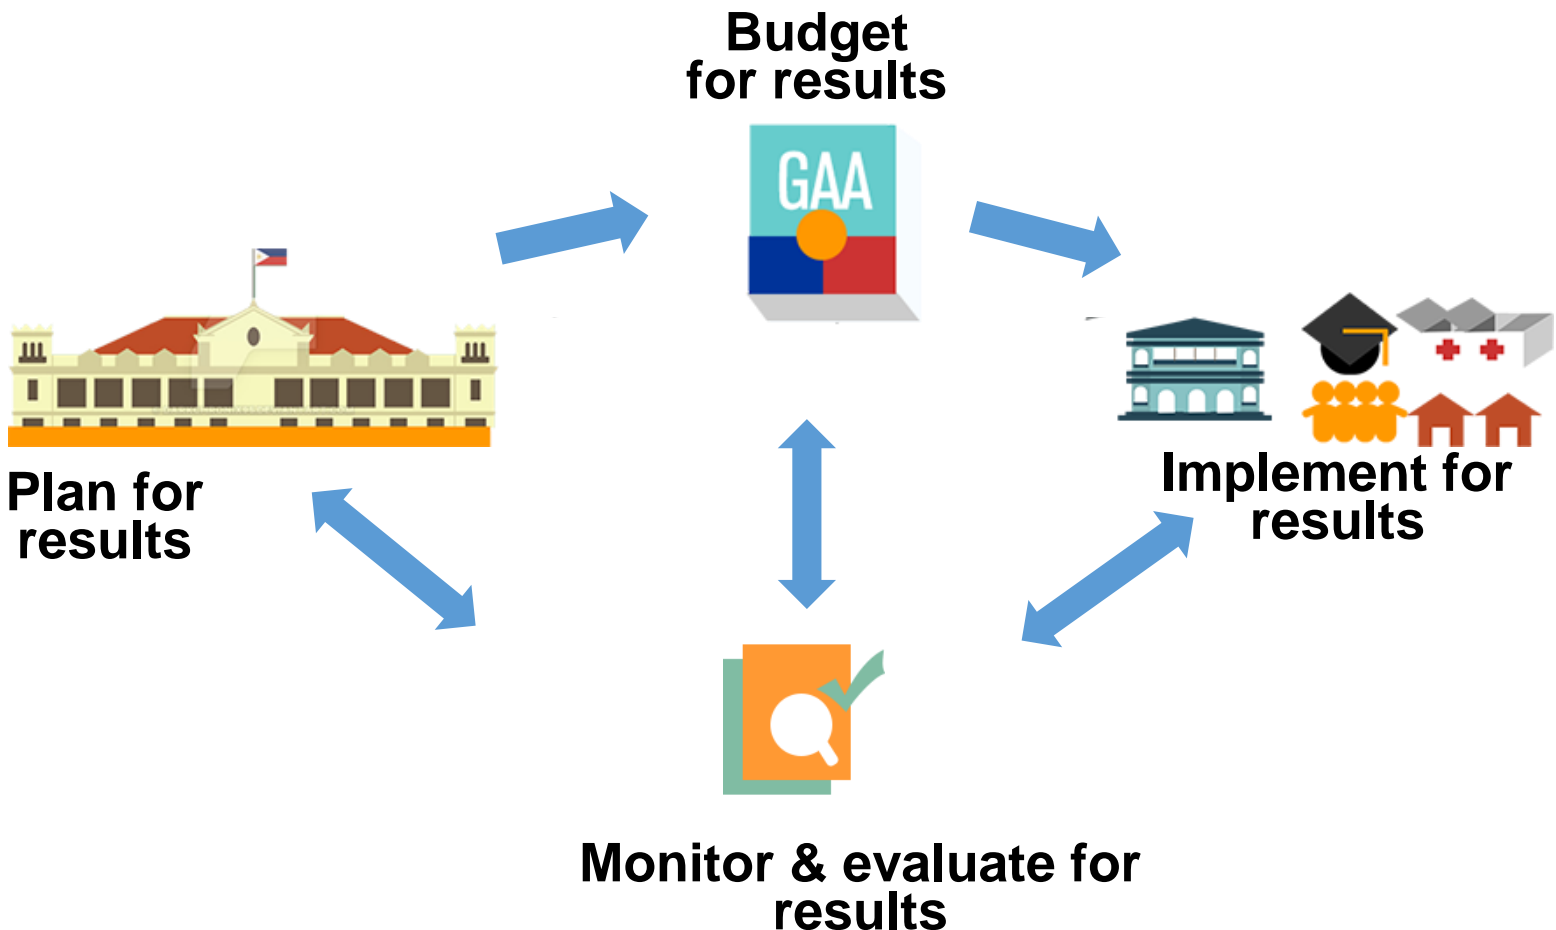 Budget
for results
GAA
Plan for
results
Implement for
results
Monitor & evaluate for
results